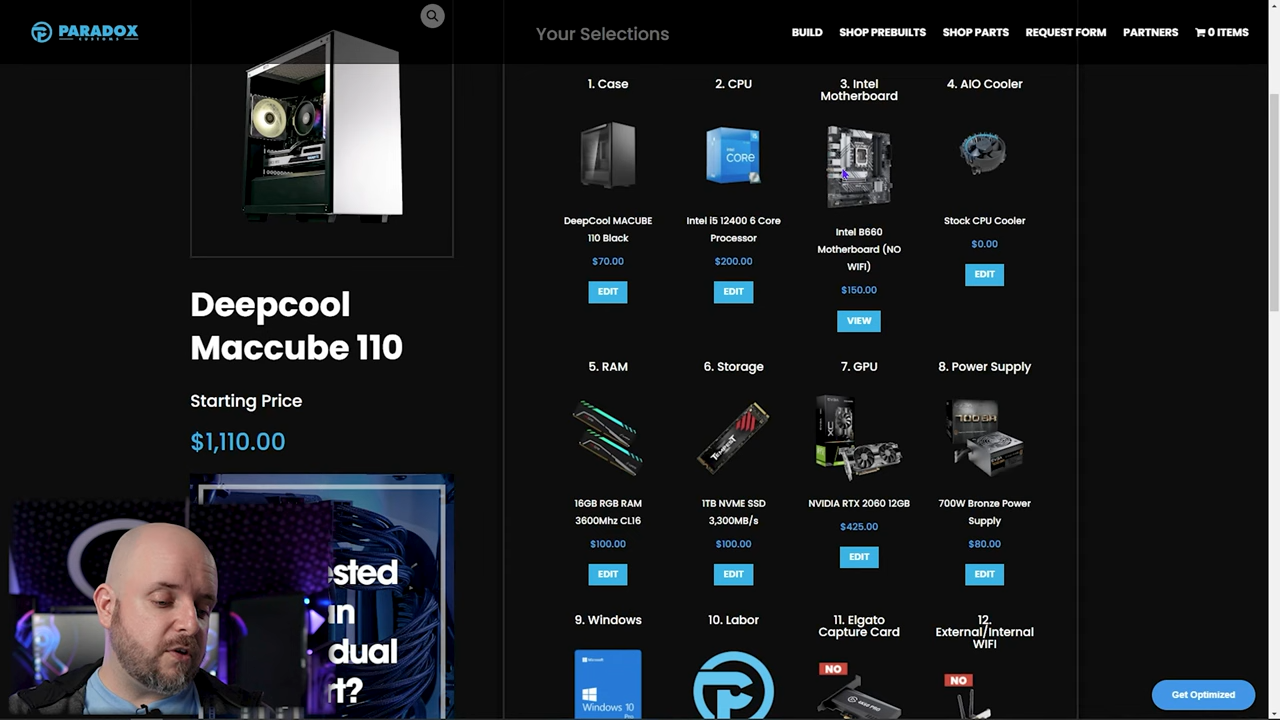 PARADOX
CUSTOMS
Your Selections
BUILD
SHOP PREBUILTS
SHOP PARTS
REQUEST FORM
PARTNERS
0 ITEMS
1. Case
2. CPU
3. Intel
Motherboard
4. AIO Cooler
intel
CORE
DeepCool MACUBE
110 Black
$70.00
EDIT
Intel i5 12400 6 Core
Processor
$200.00
EDIT
Intel B660
Motherboard (NO
WIFI)
$150.00
VIEW
Stock CPU Cooler
$0.00
EDIT
Deepcool
Maccube 110
Starting Price
$1,110.00
5. RAM
6. Storage
7. GPU
8. Power Supply
XC
16GB RGB RAM
3600Mhz CL16
$100.00
EDIT
1TB NVME SSD
3,300MB/s
$100.00
EDIT
NVIDIA RTX 2060 12GB
$425.00
EDIT
700W Bronze Power
Supply
$80.00
EDIT
ested
an
dual
rt?
9. Windows
10. Labor
11. Elgato
Capture Card
12.
External/Internal
WIFI
Microsoft
Windows 10
NO
NO
Get Optimized